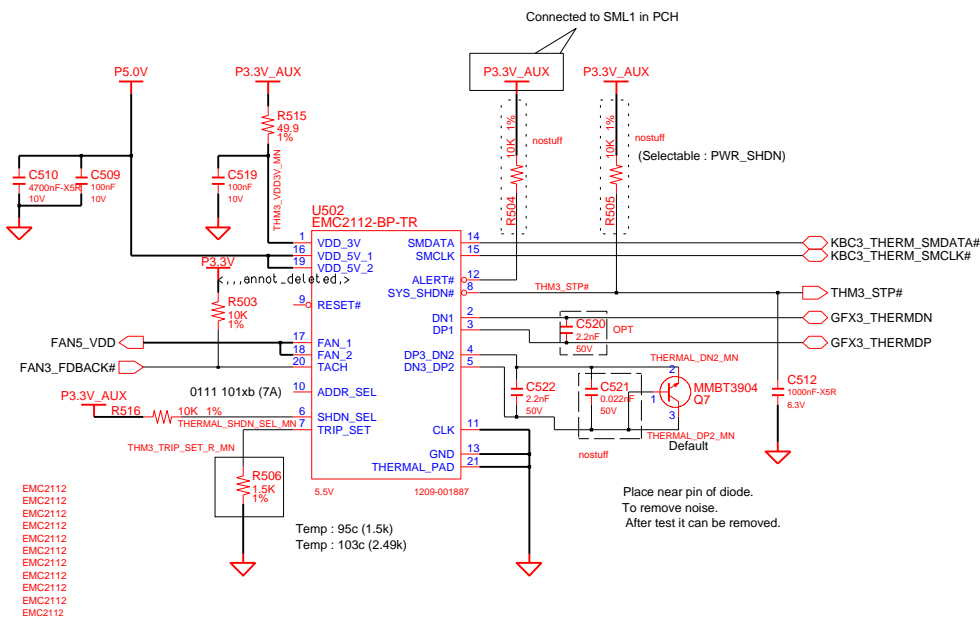 Connected to SML1 in PCH
P5.0V
P3.3V_AUX
P3.3V_AUX
P3.3V_AUX
R515
49.9
1%
10K 1%
nostuff
R504
10K 1%
nostuff
(Selectable : PWR_SHDN)
R505
C510
4700nF-X5R
10V
C509
100nF
10V
C519
100nF
10V
THM3_VDD3V_MN
U502
EMC2112-BP-TR
1 VDD_3V
16 VDD_5V_1
19 VDD_5V_2
9 RESET#
17 FAN_1
18 FAN_2
20 TACH
10 ADDR_SEL
6 SHDN_SEL
7 TRIP_SET
SMDATA 14
SMCLK 15
ALERT# 12
SYS_SHDN# 8
DN1 2
DP1 3
DP3_DN2 4
DN3_DP2 5
CLK 11
GND 13
THERMAL_PAD 21
5.5V
1209-001887
P3.3V
<,,,annot_deleted,>
R503
10K
1%
FAN5_VDD
FAN3_FDBACK#
0111 101xb (7A)
P3.3V_AUX
R516
10K 1%
THERMAL_SHDN_SEL_MN
THM3_TRIP_SET_R_MN
R506
1.5K
1%
Temp : 95c (1.5k)
Temp : 103c (2.49k)
KBC3_THERM_SMDATA#
KBC3_THERM_SMCLK#
THM3_STP#
THM3_STP#
GFX3_THERMDN
GFX3_THERMDP
C520
2.2nF
50V
OPT
C522
2.2nF
50V
C521
0.022nF
50V
nostuff
THERMAL_DN2_MN
2
1
3
MMBT3904
Q7
THERMAL_DP2_MN
Default
C512
1000nF-X5R
6.3V
Place near pin of diode.
To remove noise.
After test it can be removed.
EMC2112
EMC2112
EMC2112
EMC2112
EMC2112
EMC2112
EMC2112
EMC2112
EMC2112
EMC2112
EMC2112